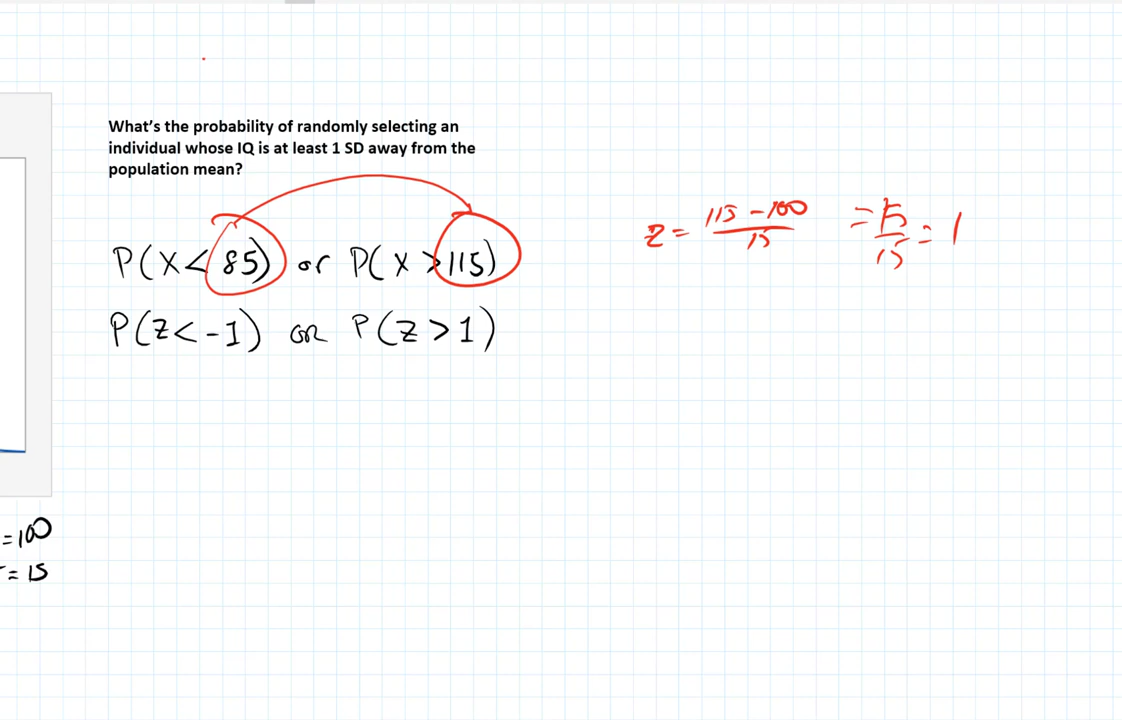 What's the probability of randomly selecting an
individual whose IQ is at least 1 SD away from the
population mean?
P(X<85) or P(X>115)
z = 115-100 / 15 = 15/15 = 1
P(Z<-1) or P(Z>1)
=100
= 15